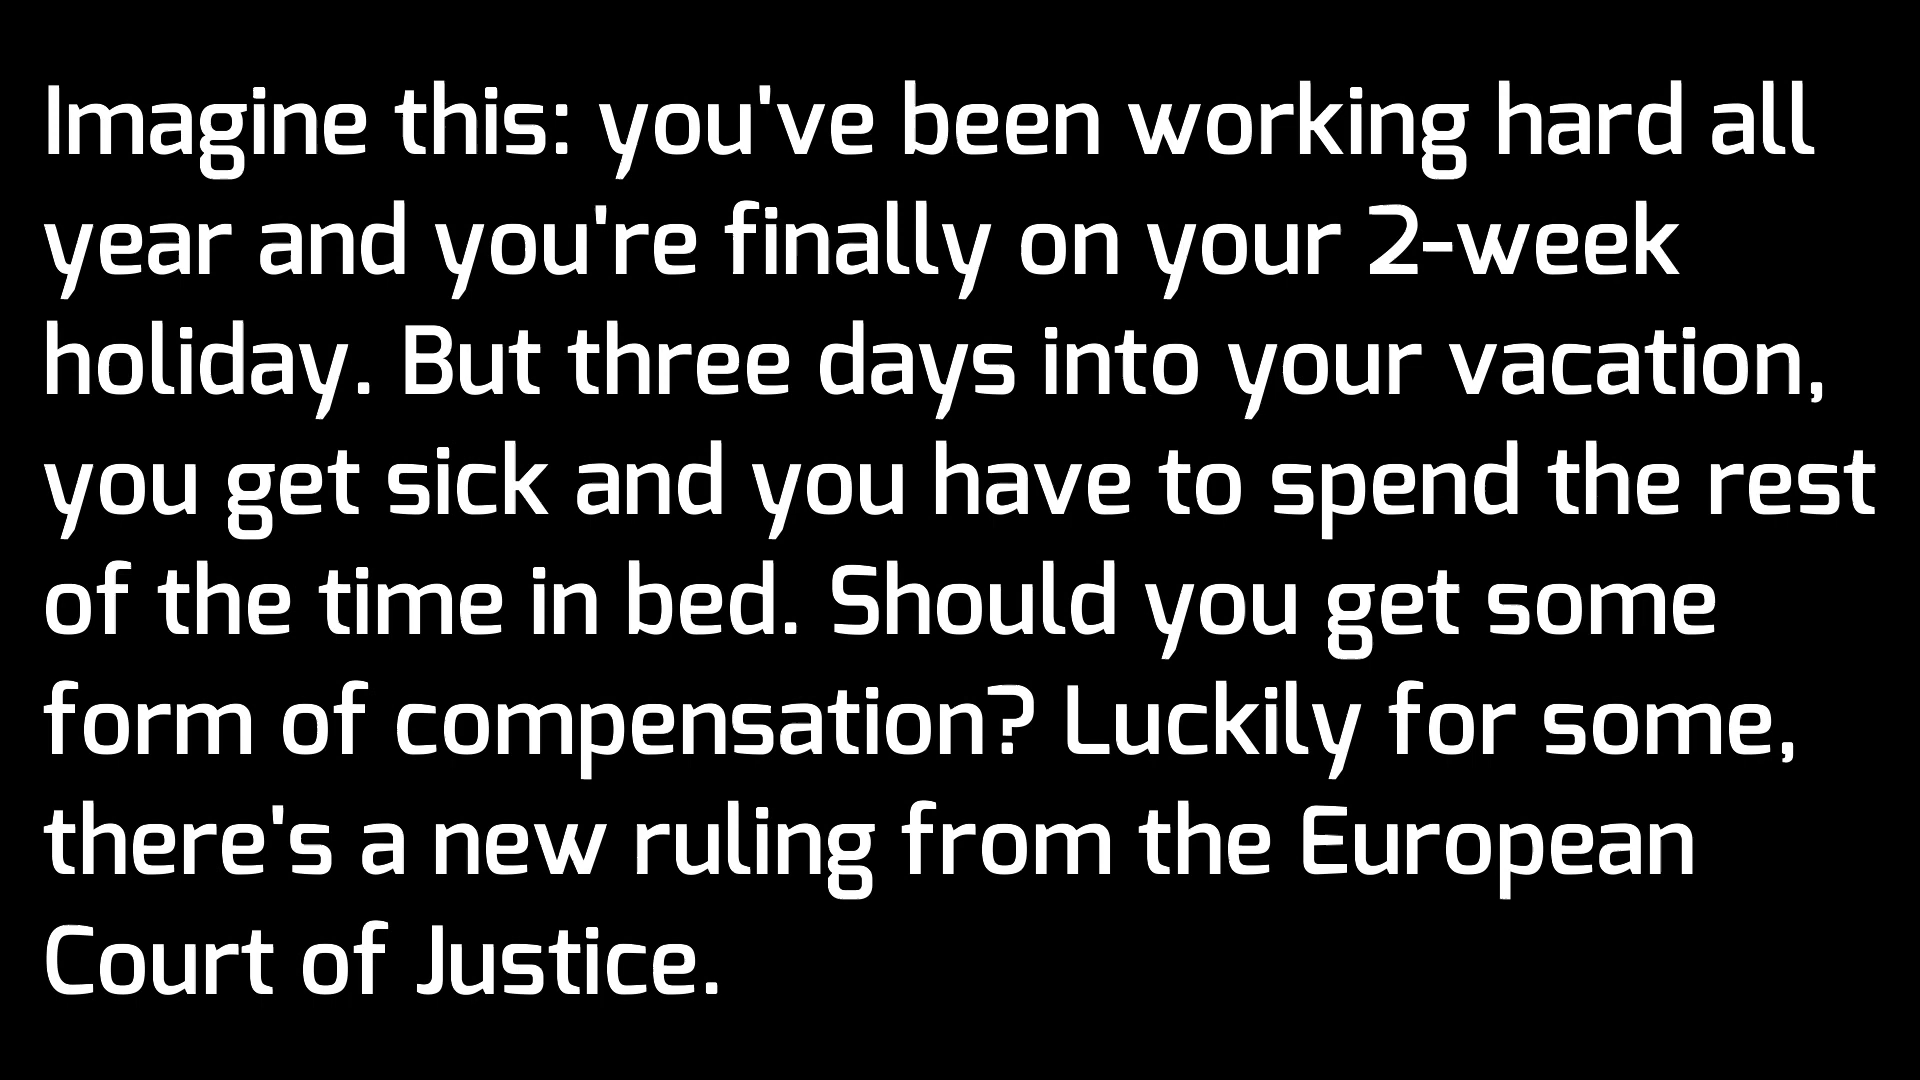 Imagine this: you've been working hard all
year and you're finally on your 2-week
holiday. But three days into your vacation,
you get sick and you have to spend the rest
of the time in bed. Should you get some
form of compensation? Luckily for some,
there's a new ruling from the European
Court of Justice.